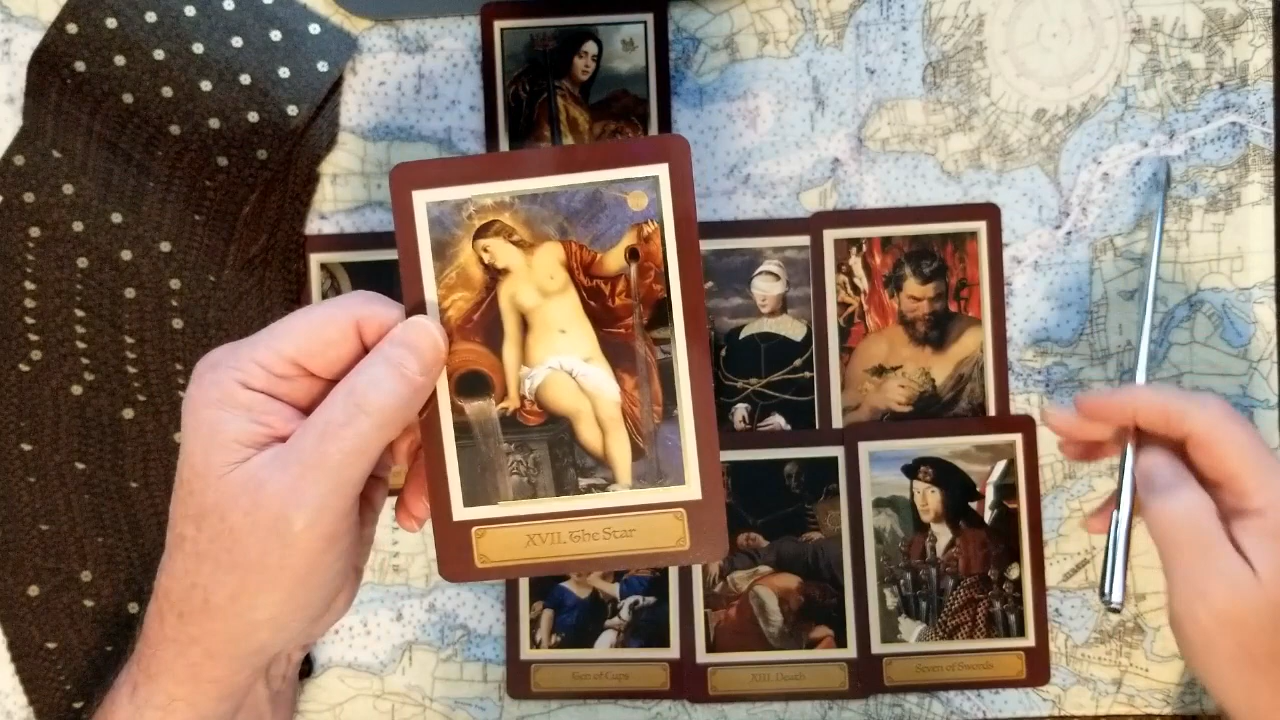 XVII. The Star
Ten of Cups
XIII. Death
Seven of Swords